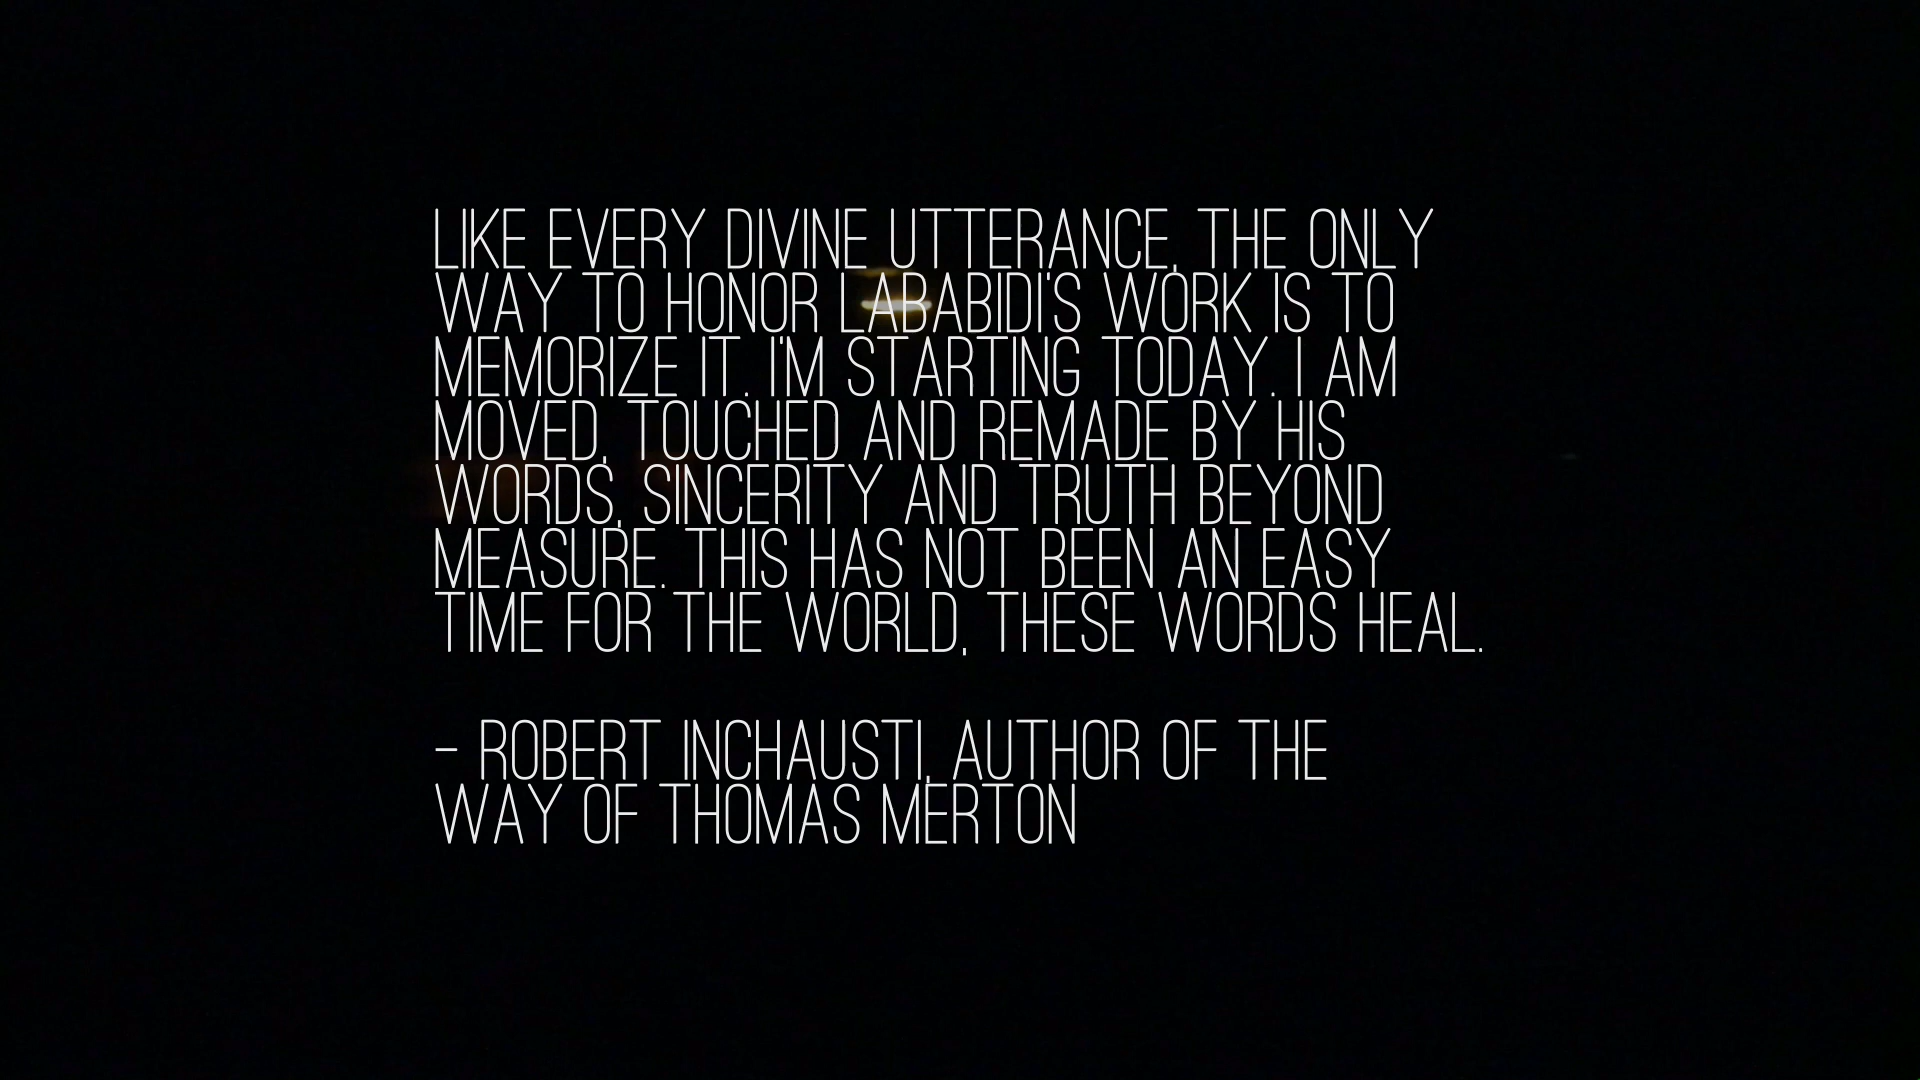 LIKE EVERY DIVINE UTTERANCE, THE ONLY
WAY TO HONOR LABABIDI'S WORK IS TO
MEMORIZE IT. I'M STARTING TODAY. I AM
MOVED, TOUCHED AND REMADE BY HIS
WORDS, SINCERITY AND TRUTH BEYOND
MEASURE. THIS HAS NOT BEEN AN EASY
TIME FOR THE WORLD, THESE WORDS HEAL.
– ROBERT INCHAUSTI, AUTHOR OF THE
WAY OF THOMAS MERTON